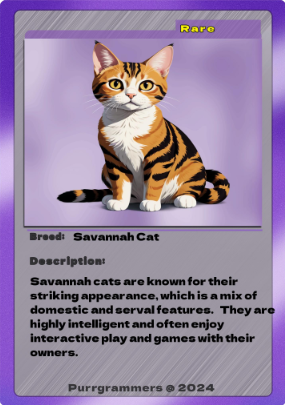 Rare
Breed: Savannah Cat
Description:
Savannah cats are known for their
striking appearance, which is a mix of
domestic and serval features. They are
highly intelligent and often enjoy
interactive play and games with their
owners.
Purrgrammers @ 2024